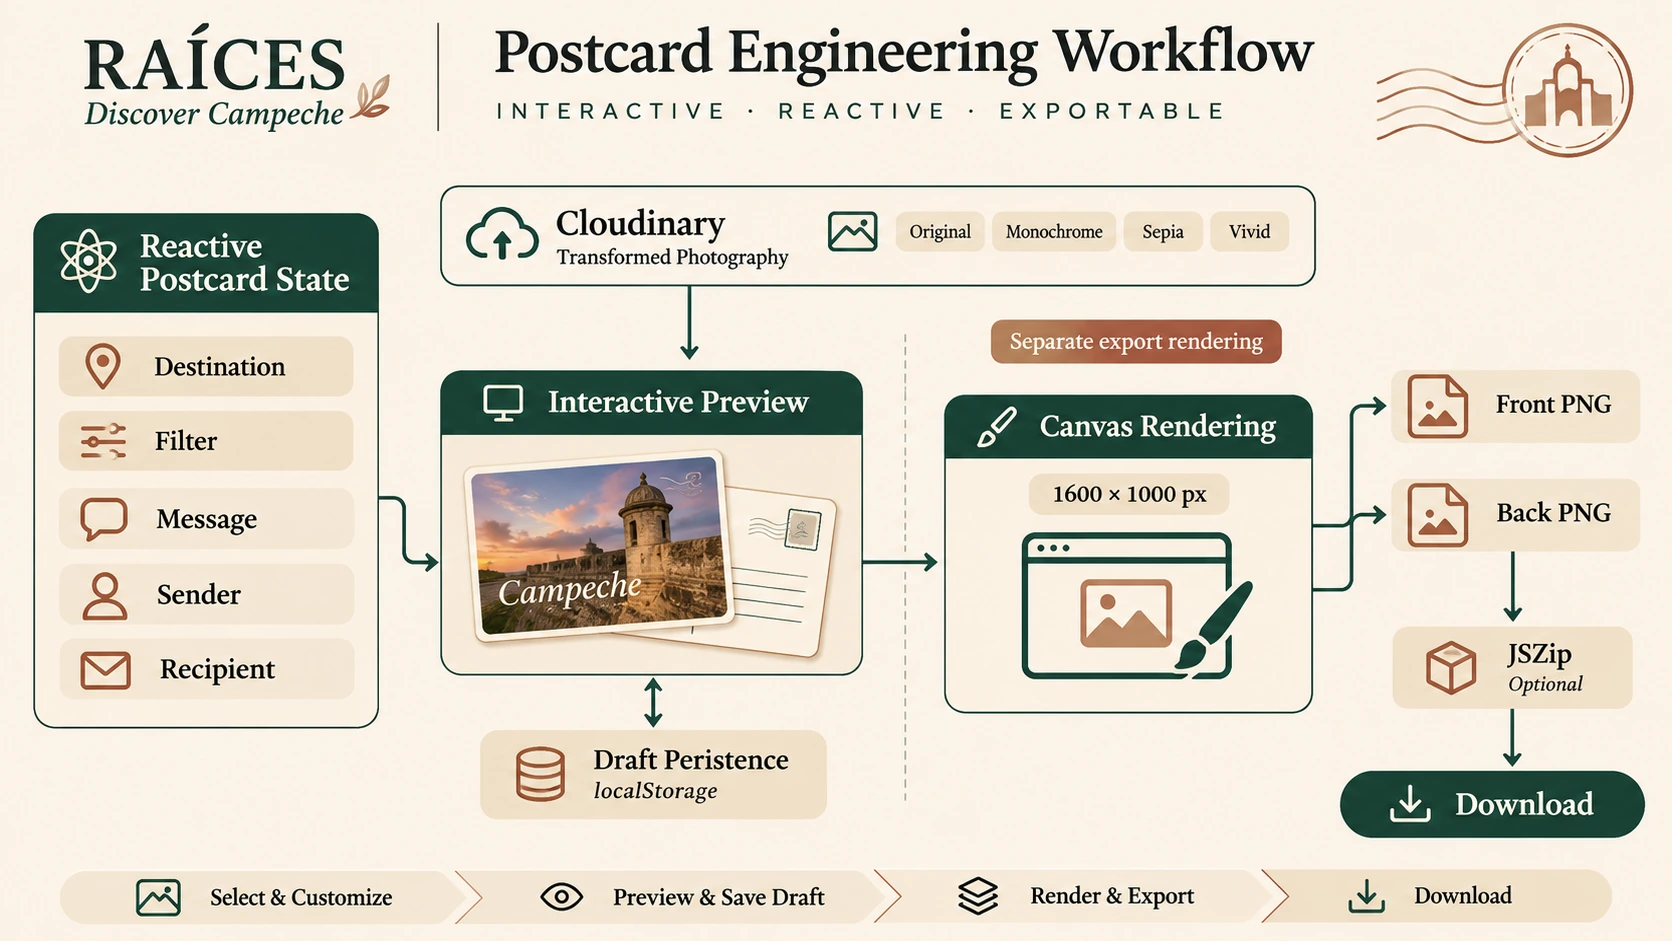 RAÍCES
Discover Campeche
Postcard Engineering Workflow
INTERACTIVE · REACTIVE · EXPORTABLE
Reactive
Postcard State
Destination
Filter
Message
Sender
Recipient
Cloudinary
Transformed Photography
Original
Monochrome
Sepia
Vivid
Interactive Preview
Campeche
Draft Peristence
localStorage
Separate export rendering
Canvas Rendering
1600 × 1000 px
Front PNG
Back PNG
JSZip
Optional
Download
Select & Customize
Preview & Save Draft
Render & Export
Download